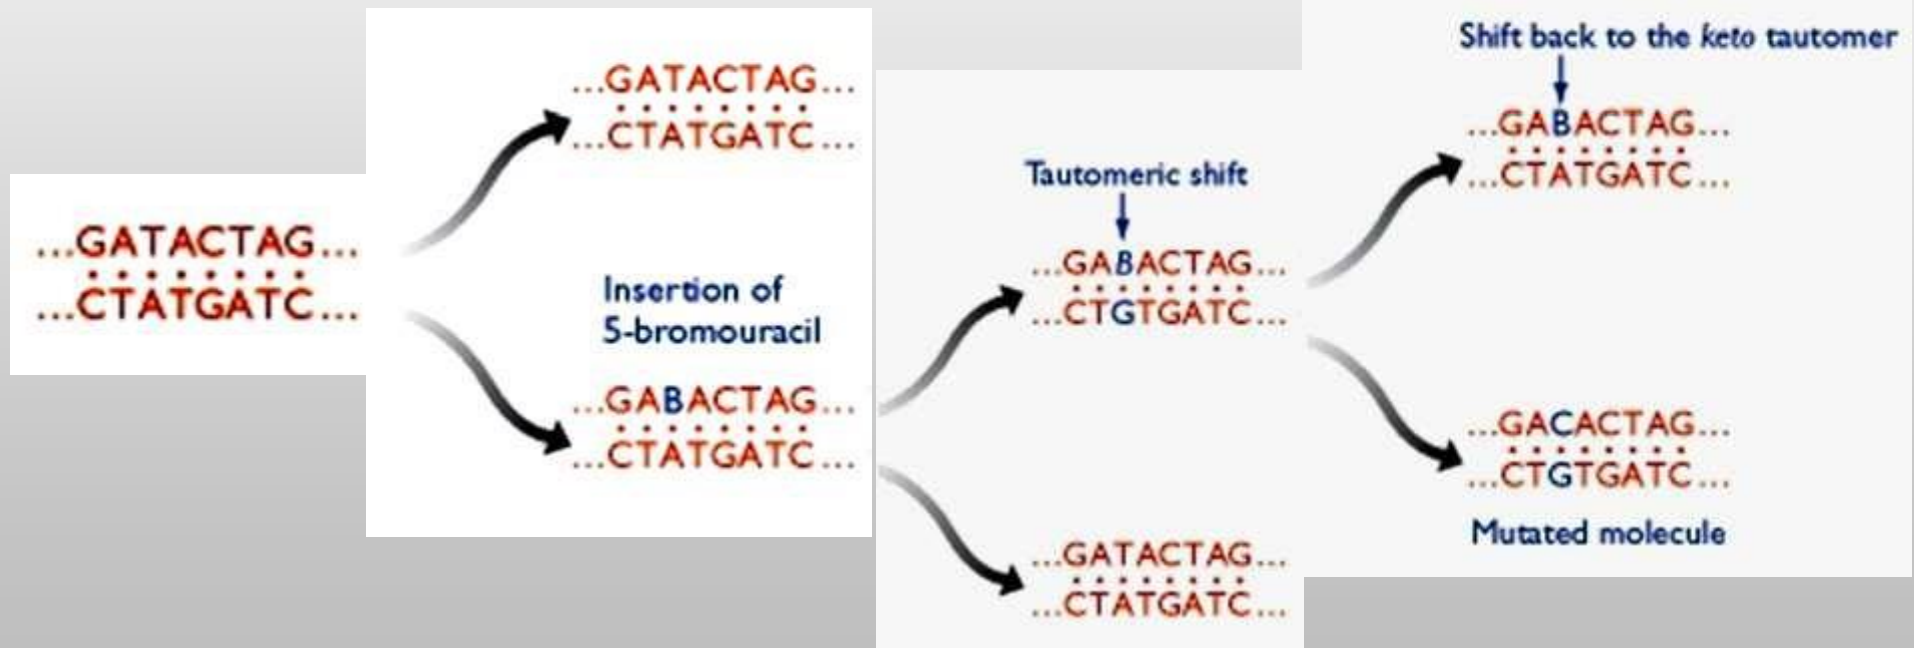 ...GATACTAG...
...CTATGATC...
...GATACTAG...
...CTATGATC...
Insertion of
5-bromouracil
...GABACTAG...
...CTATGATC...
Tautomeric shift
...GABACTAG...
...CTGTGATC...
...GATACTAG...
...CTATGATC...
Shift back to the keto tautomer
...GABACTAG...
...CTATGATC...
...GACACTAG...
...CTGTGATC...
Mutated molecule